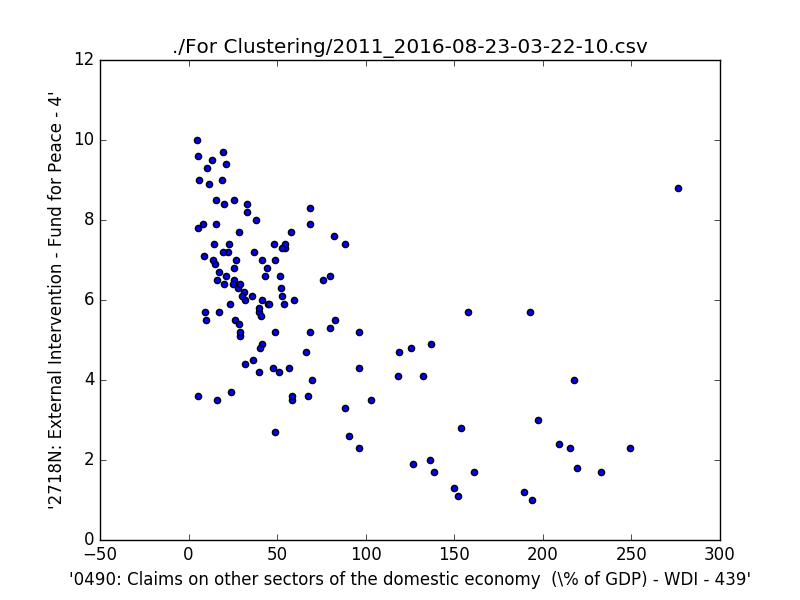 ./For Clustering/2011_2016-08-23-03-22-10.csv
12
10
8
6
4
2
0
'2718N: External Intervention - Fund for Peace - 4'
−50 0 50 100 150 200 250 300
'0490: Claims on other sectors of the domestic economy  (\% of GDP) - WDI - 439'